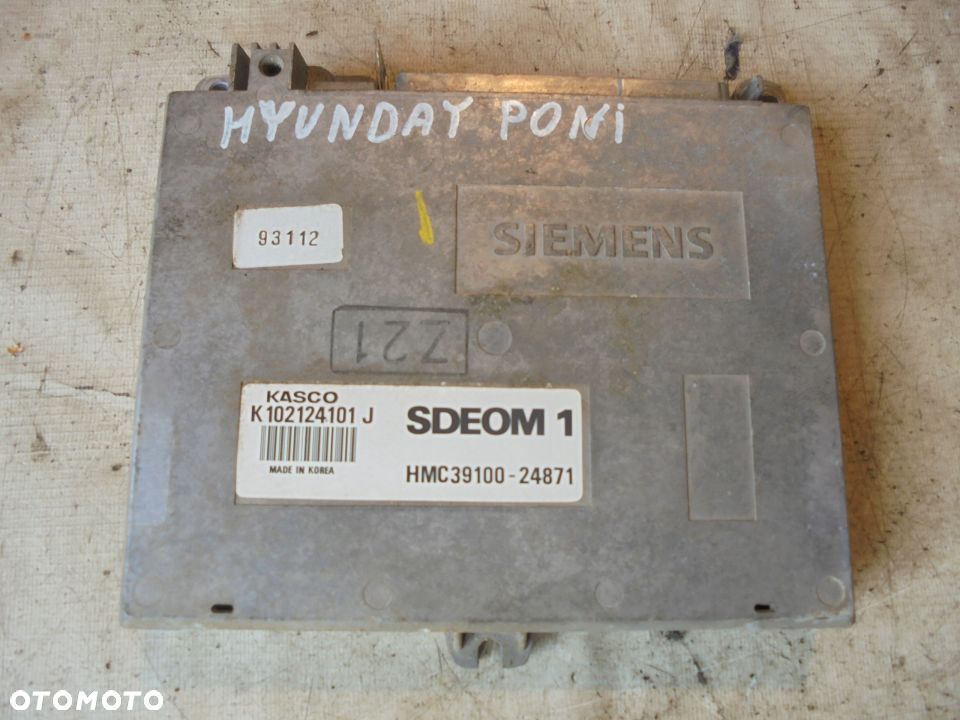 HYUNDAY PONi
93112
SIEMENS
Z21
KASCO
K102124101 J
SDEOM 1
MADE IN KOREA
HMC39100-24871
OTOMOTO